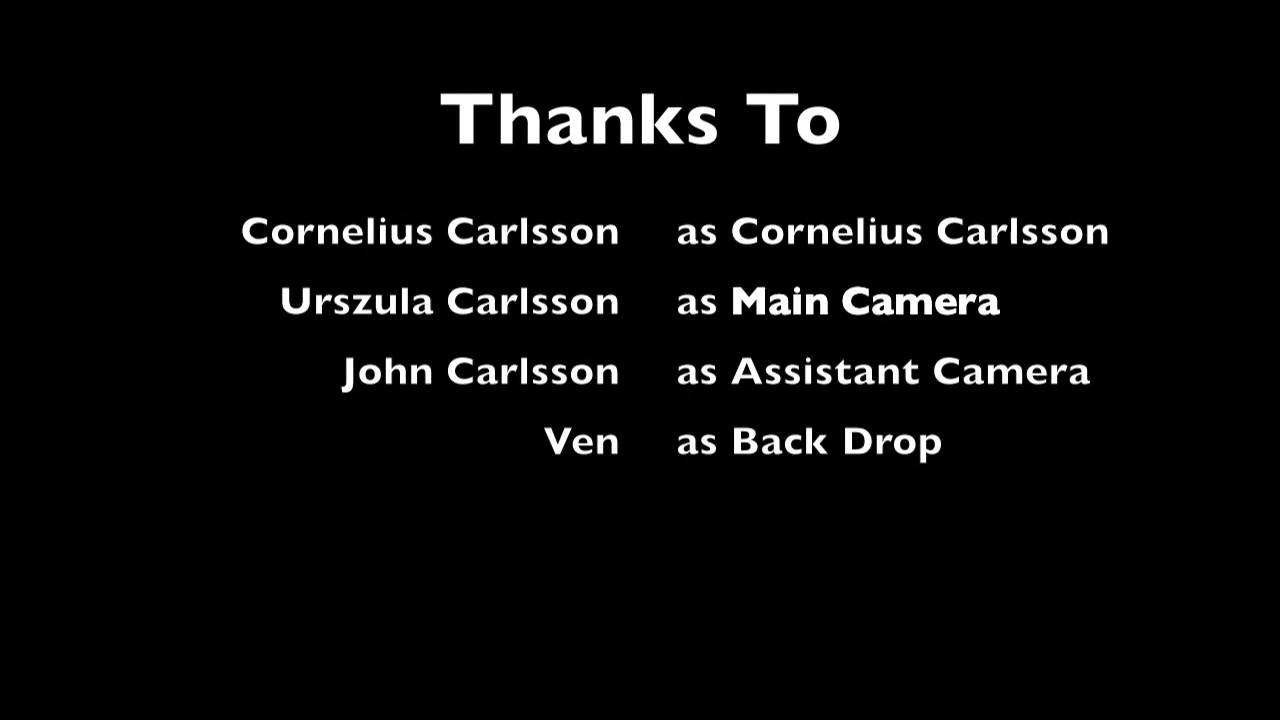 Thanks To
Cornelius Carlsson as Cornelius Carlsson
Urszula Carlsson as Main Camera
John Carlsson as Assistant Camera
Ven as Back Drop